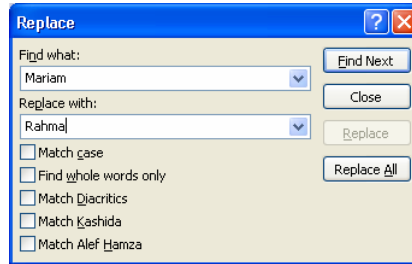 Replace
Find what:
Mariam
Replace with:
Rahma
Match case
Find whole words only
Match Diacritics
Match Kashida
Match Alef Hamza
Find Next
Close
Replace
Replace All